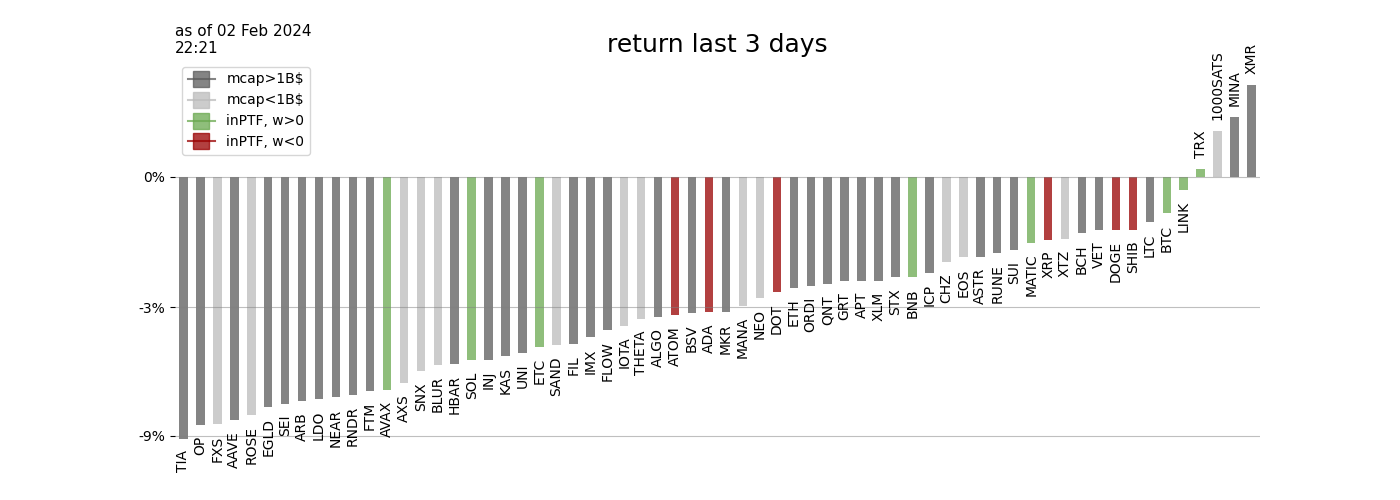 as of 02 Feb 2024
22:21
return last 3 days
mcap>1B$
mcap<1B$
inPTF, w>0
inPTF, w<0
0%
-3%
-9%
TIA
OP
FXS
AAVE
ROSE
EGLD
SEI
ARB
LDO
NEAR
RNDR
FTM
AVAX
AXS
SNX
BLUR
HBAR
SOL
INJ
KAS
UNI
ETC
SAND
FIL
IMX
FLOW
IOTA
THETA
ALGO
ATOM
BSV
ADA
MKR
MANA
NEO
DOT
ETH
ORDI
QNT
GRT
APT
XLM
STX
BNB
ICP
CHZ
EOS
ASTR
RUNE
SUI
MATIC
XRP
XTZ
BCH
VET
DOGE
SHIB
LTC
BTC
LINK
TRX
1000SATS
MINA
XMR